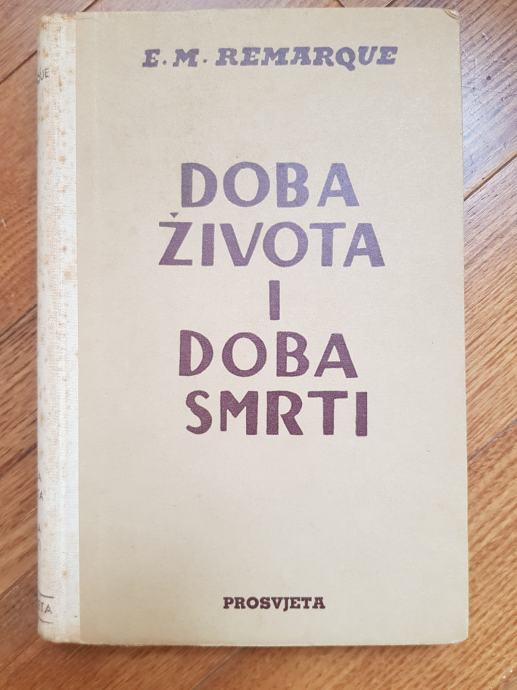 E. M. REMARQUE
DOBA
ŽIVOTA
I
DOBA
SMRTI
PROSVJETA